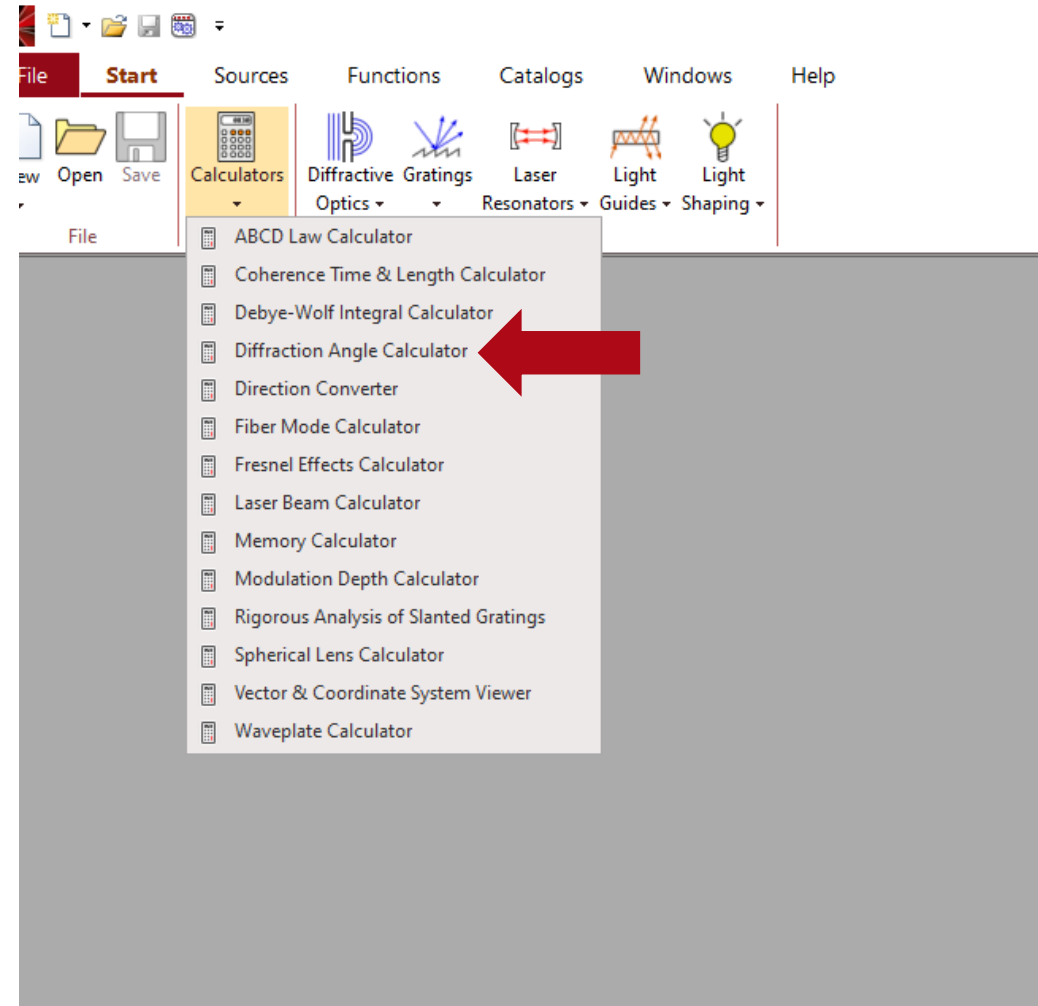 File Start Sources Functions Catalogs Windows Help
ew Open Save Calculators Diffractive Gratings Laser Light Light
Optics Resonators Guides Shaping
File
ABCD Law Calculator
Coherence Time & Length Calculator
Debye-Wolf Integral Calculator
Diffraction Angle Calculator
Direction Converter
Fiber Mode Calculator
Fresnel Effects Calculator
Laser Beam Calculator
Memory Calculator
Modulation Depth Calculator
Rigorous Analysis of Slanted Gratings
Spherical Lens Calculator
Vector & Coordinate System Viewer
Waveplate Calculator